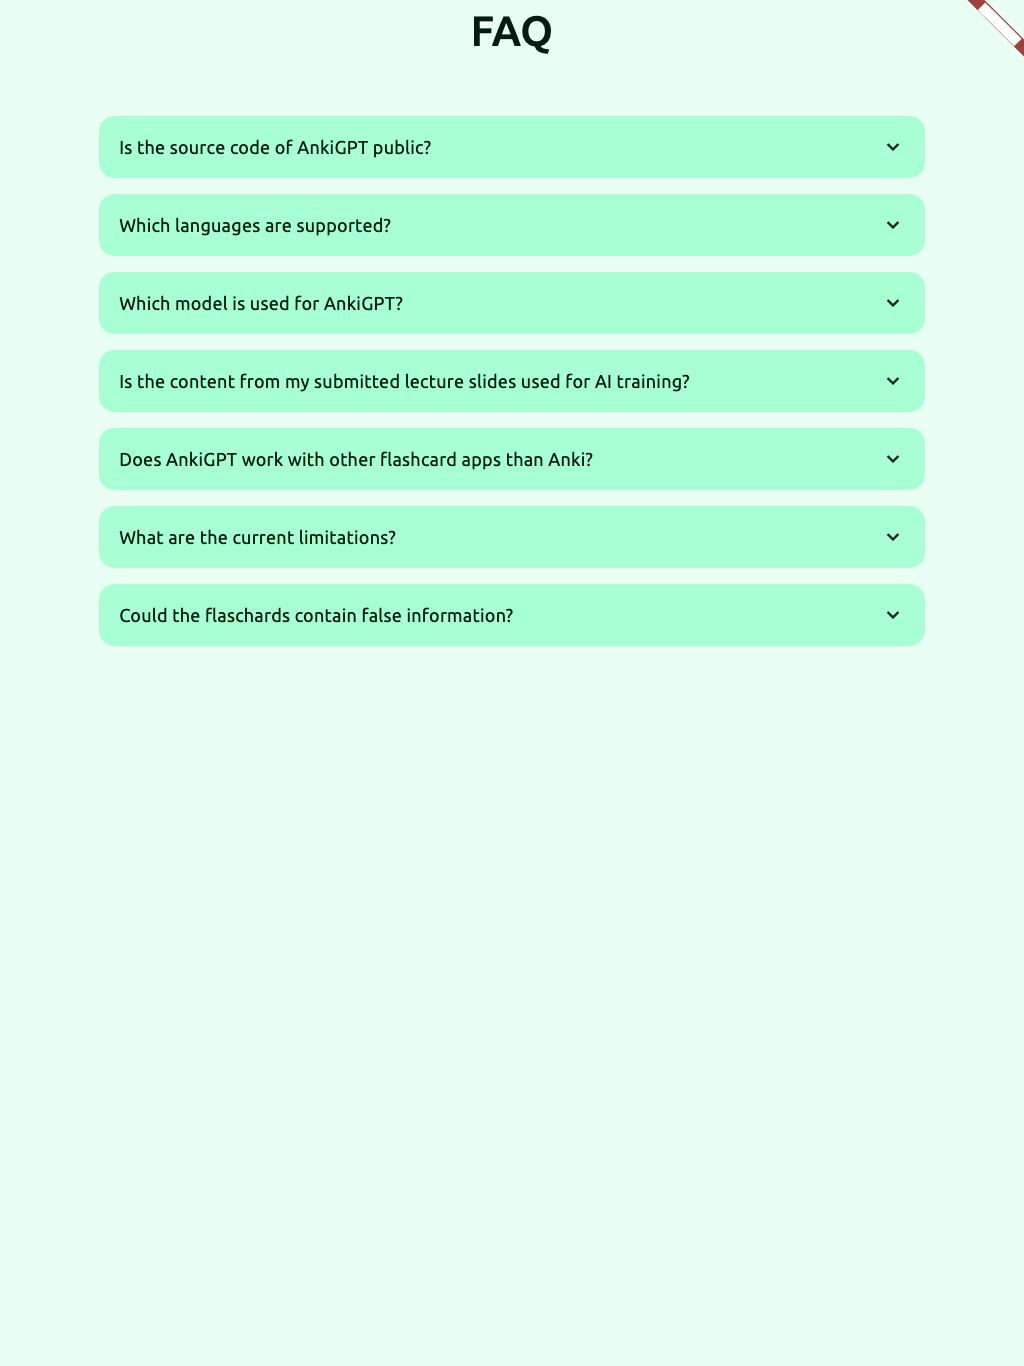 FAQ
Is the source code of AnkiGPT public?
Which languages are supported?
Which model is used for AnkiGPT?
Is the content from my submitted lecture slides used for AI training?
Does AnkiGPT work with other flashcard apps than Anki?
What are the current limitations?
Could the flaschards contain false information?